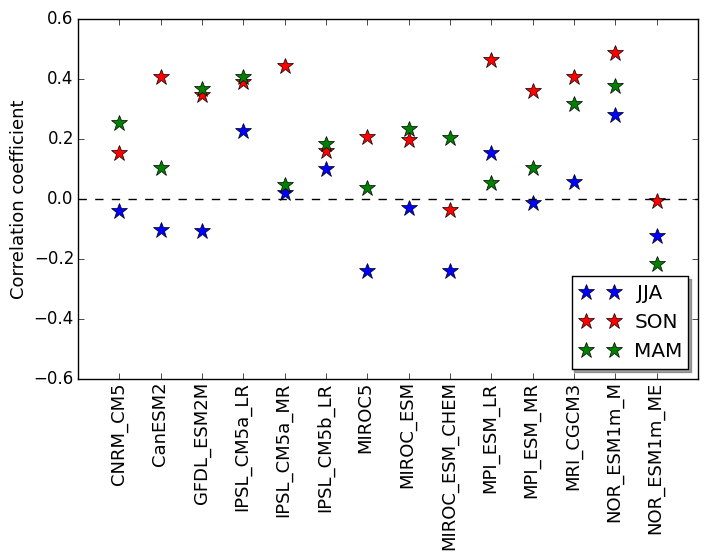 Correlation coefficient
0.6
0.4
0.2
0.0
−0.2
−0.4
−0.6
JJA
SON
MAM
CNRM_CM5
CanESM2
GFDL_ESM2M
IPSL_CM5a_LR
IPSL_CM5a_MR
IPSL_CM5b_LR
MIROC5
MIROC_ESM
MIROC_ESM_CHEM
MPI_ESM_LR
MPI_ESM_MR
MRI_CGCM3
NOR_ESM1m_M
NOR_ESM1m_ME